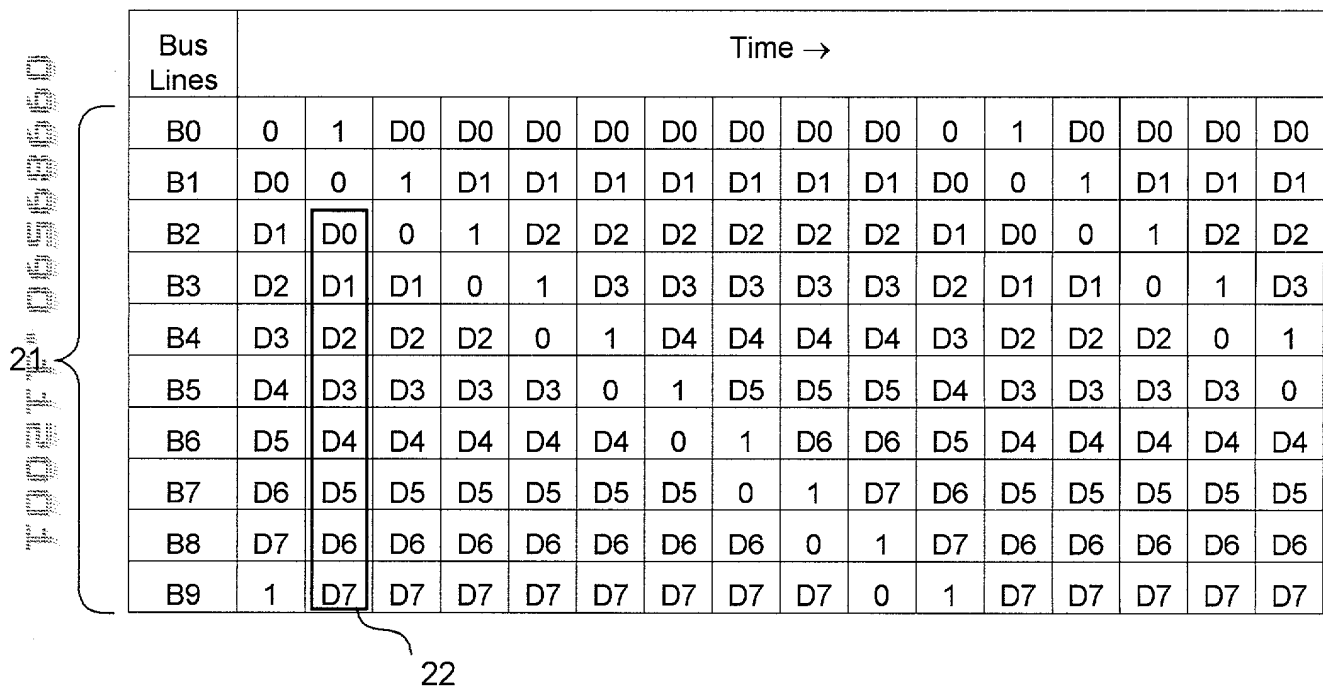 Bus Lines Time →
B0 0 1 D0 D0 D0 D0 D0 D0 D0 D0 0 1 D0 D0 D0 D0
B1 D0 0 1 D1 D1 D1 D1 D1 D1 D1 D0 0 1 D1 D1 D1
B2 D1 D0 0 1 D2 D2 D2 D2 D2 D2 D1 D0 0 1 D2 D2
B3 D2 D1 D1 0 1 D3 D3 D3 D3 D3 D2 D1 D1 0 1 D3
B4 D3 D2 D2 D2 0 1 D4 D4 D4 D4 D3 D2 D2 D2 0 1
B5 D4 D3 D3 D3 D3 0 1 D5 D5 D5 D4 D3 D3 D3 D3 0
B6 D5 D4 D4 D4 D4 D4 0 1 D6 D6 D5 D4 D4 D4 D4 D4
B7 D6 D5 D5 D5 D5 D5 D5 0 1 D7 D6 D5 D5 D5 D5 D5
B8 D7 D6 D6 D6 D6 D6 D6 D6 0 1 D7 D6 D6 D6 D6 D6
B9 1 D7 D7 D7 D7 D7 D7 D7 D7 0 1 D7 D7 D7 D7 D7
21
22